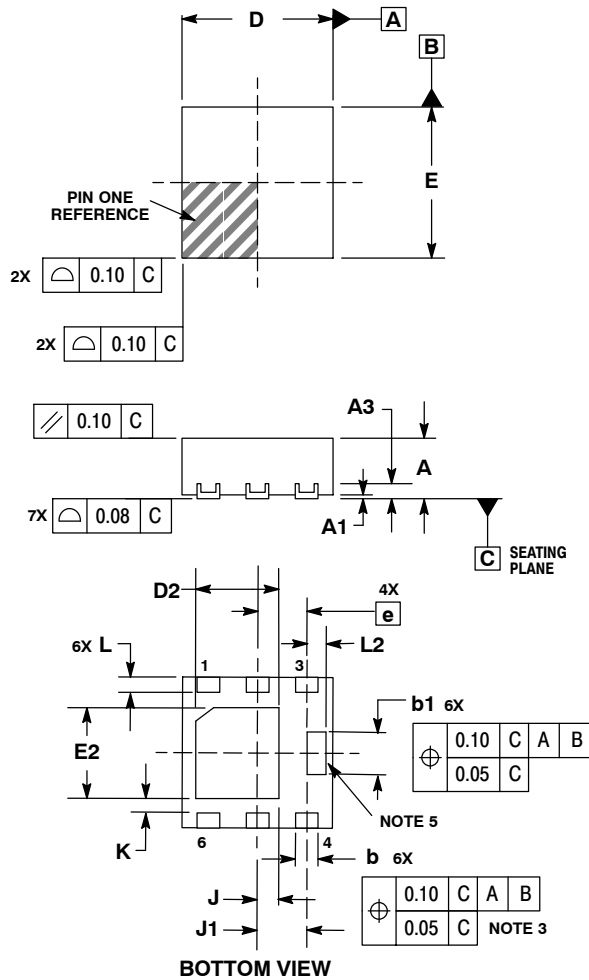 D
A
B
E
PIN ONE
REFERENCE
2X 0.10 C
2X 0.10 C
A3
0.10 C
A
7X 0.08 C
A1
C SEATING
PLANE
D2
4X
e
6X L
L2
1 3
b1 6X
0.10 C A B
0.05 C
E2
NOTE 5
K
6 4
b 6X
J
0.10 C A B
0.05 C NOTE 3
J1
BOTTOM VIEW